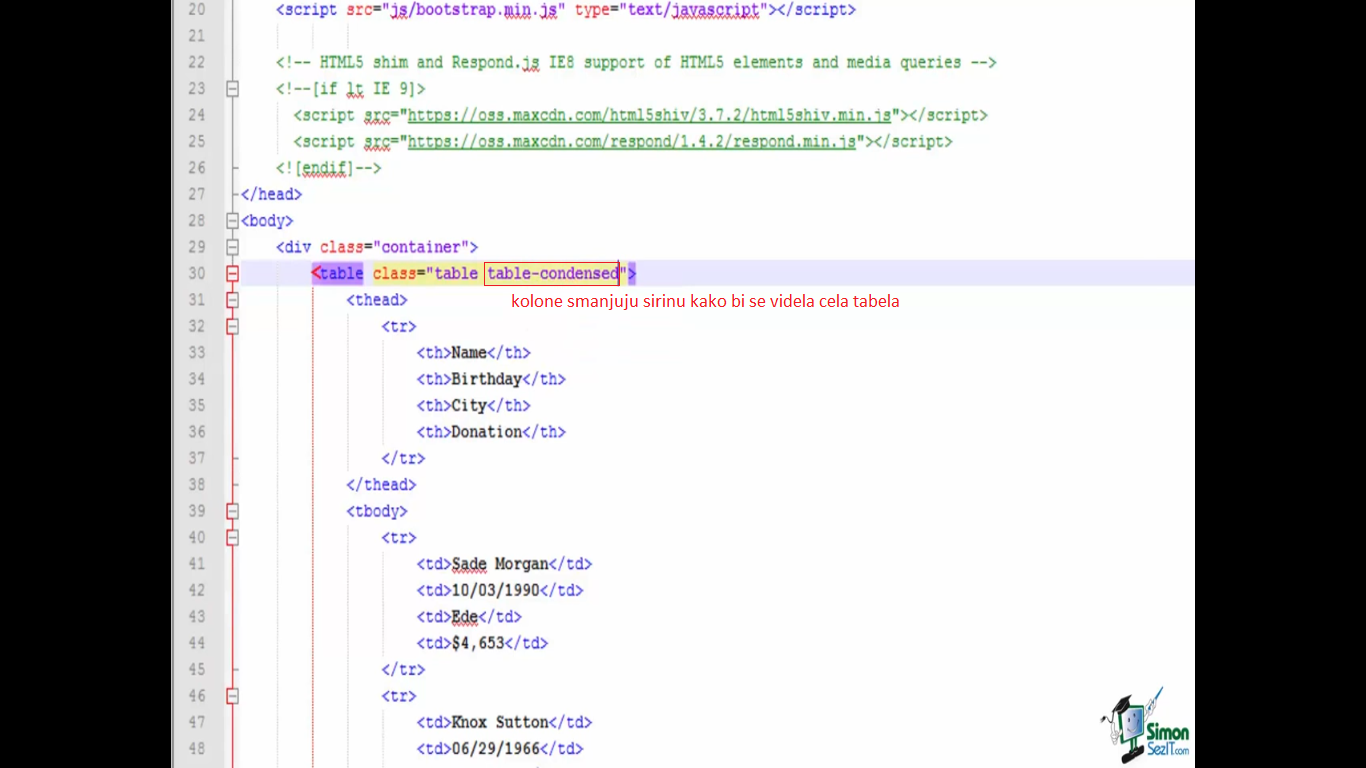 20 <script src="js/bootstrap.min.js" type="text/javascript"></script>
21
22 <!-- HTML5 shim and Respond.js IE8 support of HTML5 elements and media queries -->
23 <!--[if lt IE 9]>
24 <script src="https://oss.maxcdn.com/html5shiv/3.7.2/html5shiv.min.js"></script>
25 <script src="https://oss.maxcdn.com/respond/1.4.2/respond.min.js"></script>
26 <![endif]-->
27 </head>
28 <body>
29 <div class="container">
30 <table class="table table-condensed">
31 <thead> kolone smanjuju sirinu kako bi se videla cela tabela
32 <tr>
33 <th>Name</th>
34 <th>Birthday</th>
35 <th>City</th>
36 <th>Donation</th>
37 </tr>
38 </thead>
39 <tbody>
40 <tr>
41 <td>Sade Morgan</td>
42 <td>10/03/1990</td>
43 <td>Ede</td>
44 <td>$4,653</td>
45 </tr>
46 <tr>
47 <td>Knox Sutton</td>
48 <td>06/29/1966</td>
Simon
SezIT.com